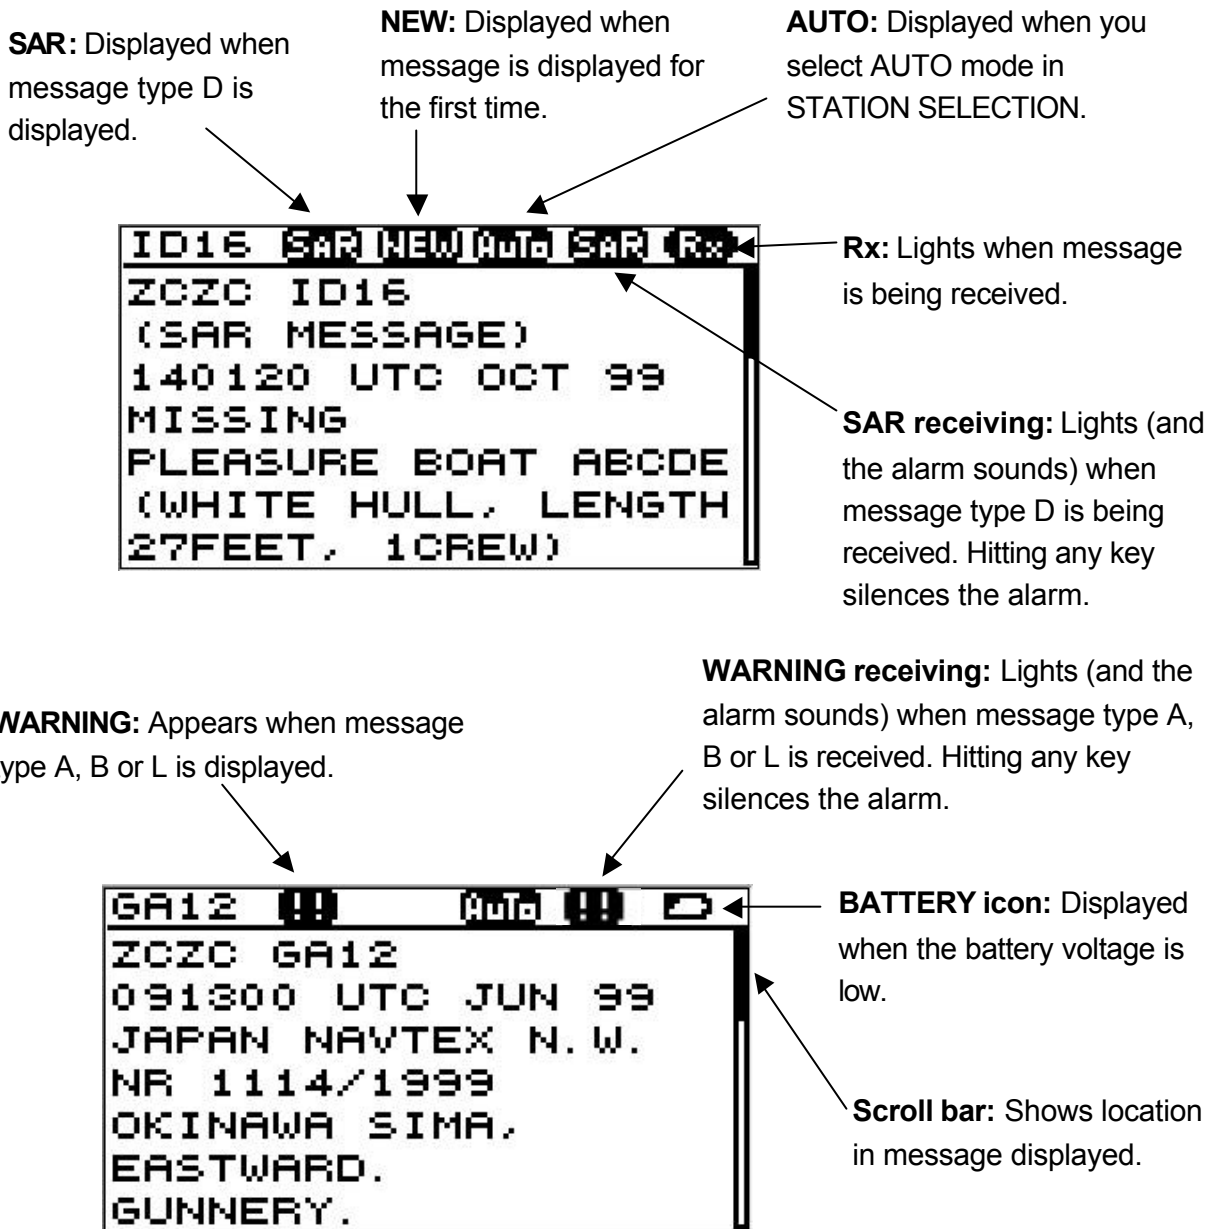 SAR: Displayed when
message type D is
displayed.
NEW: Displayed when
message is displayed for
the first time.
AUTO: Displayed when you
select AUTO mode in
STATION SELECTION.
ID16 SAR NEW AuTo SAR Rx
ZCZC ID16
(SAR MESSAGE)
140120 UTC OCT 99
MISSING
PLEASURE BOAT ABCDE
(WHITE HULL, LENGTH
27FEET, 1CREW)
Rx: Lights when message
is being received.
SAR receiving: Lights (and
the alarm sounds) when
message type D is being
received. Hitting any key
silences the alarm.
WARNING: Appears when message
type A, B or L is displayed.
WARNING receiving: Lights (and the
alarm sounds) when message type A,
B or L is received. Hitting any key
silences the alarm.
GA12 !! AuTo !!
ZCZC GA12
091300 UTC JUN 99
JAPAN NAVTEX N.W.
NR 1114/1999
OKINAWA SIMA,
EASTWARD.
GUNNERY.
BATTERY icon: Displayed
when the battery voltage is
low.
Scroll bar: Shows location
in message displayed.